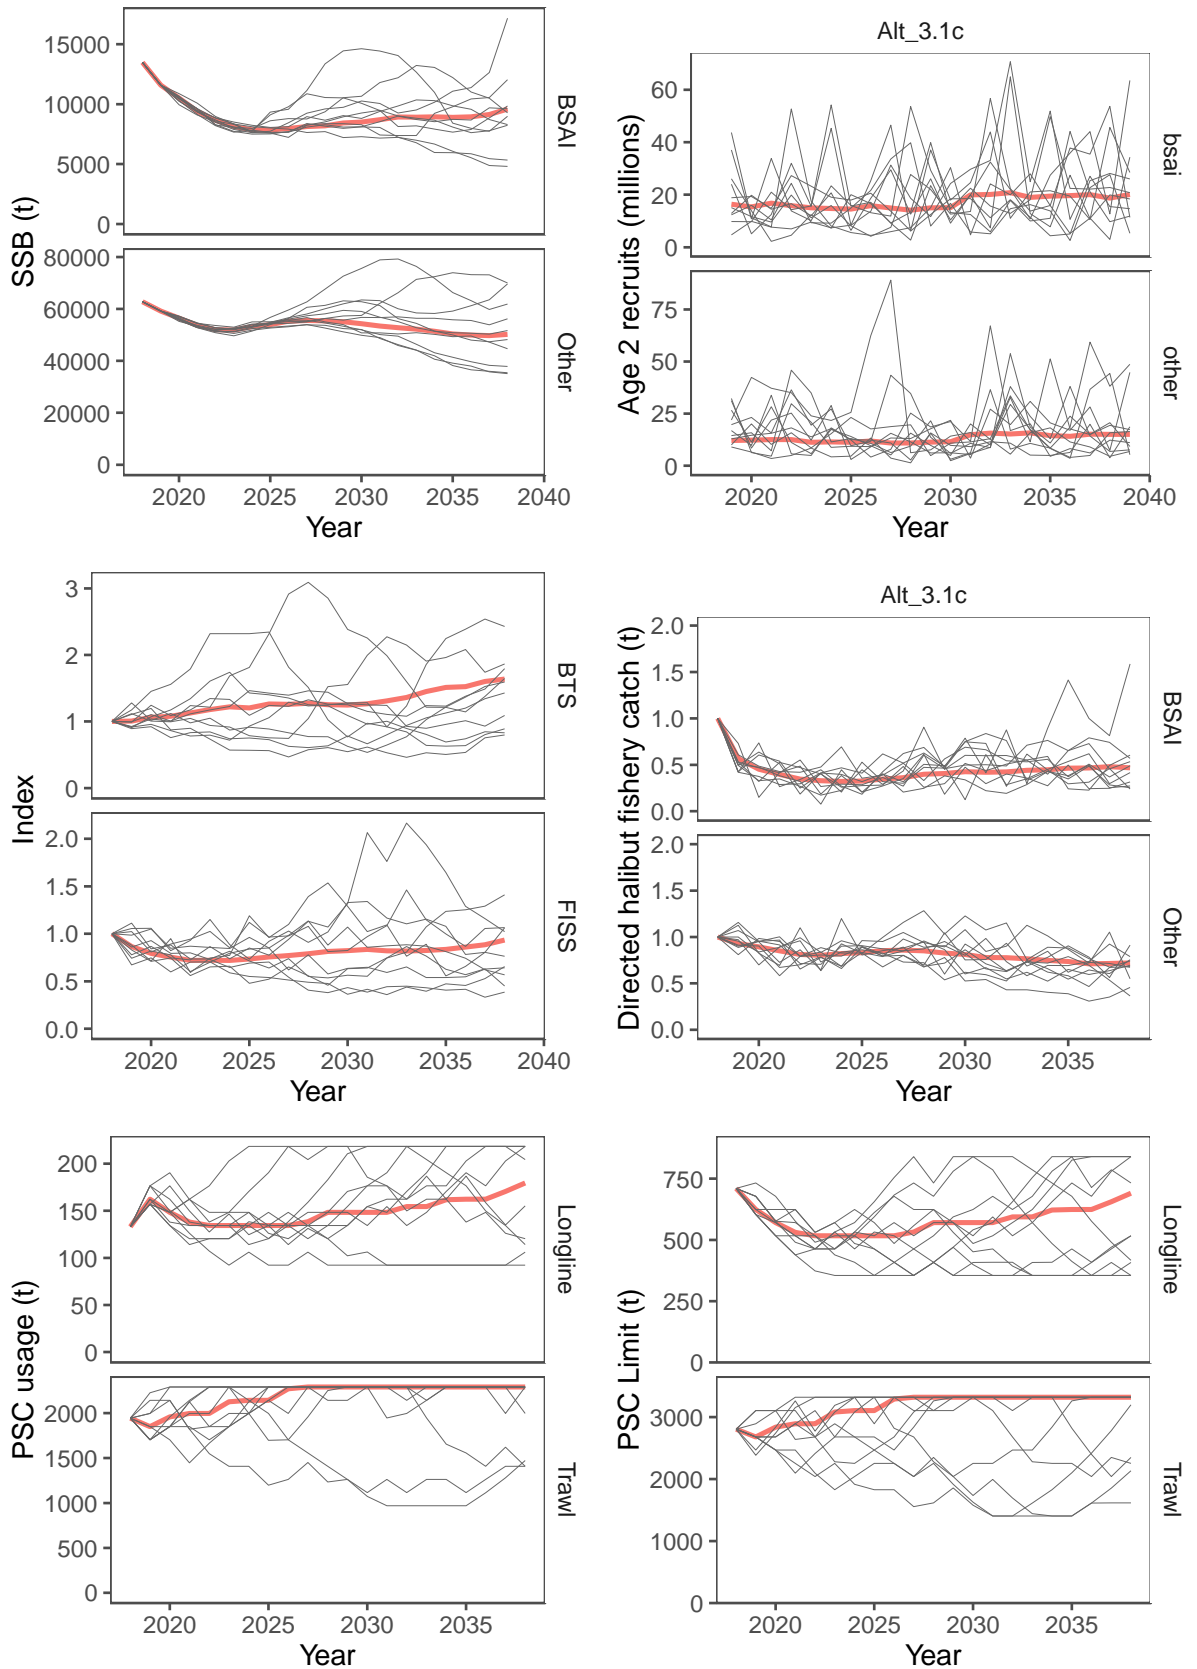 SSB (t)
15000
10000
5000
0
BSAI
80000
60000
40000
20000
0
Other
2020 2025 2030 2035 2040
Year
Alt_3.1c
Age 2 recruits (millions)
60
40
20
0
bsai
75
50
25
0
other
2020 2025 2030 2035 2040
Year
Index
3
2
1
0
BTS
2.0
1.5
1.0
0.5
0.0
FISS
2020 2025 2030 2035 2040
Year
Alt_3.1c
Directed halibut fishery catch (t)
2.0
1.5
1.0
0.5
0.0
BSAI
2.0
1.5
1.0
0.5
0.0
Other
2020 2025 2030 2035
Year
PSC usage (t)
200
150
100
50
0
Longline
2000
1500
1000
500
0
Trawl
2020 2025 2030 2035
Year
PSC Limit (t)
750
500
250
0
Longline
3000
2000
1000
0
Trawl
2020 2025 2030 2035
Year